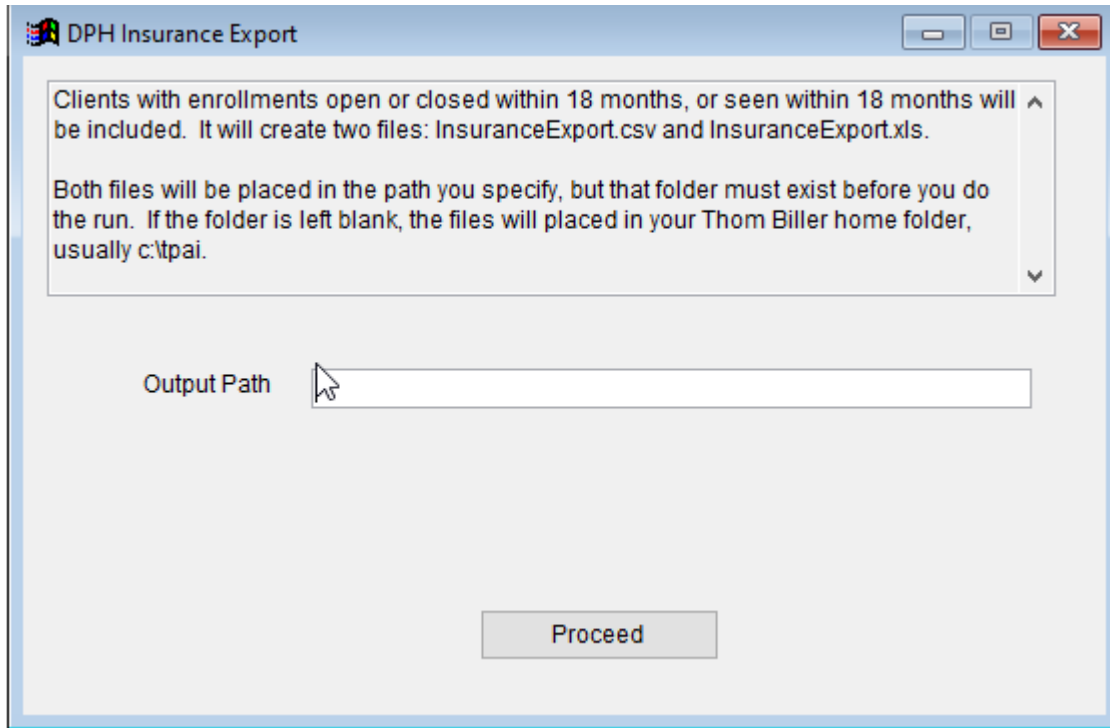 DPH Insurance Export
Clients with enrollments open or closed within 18 months, or seen within 18 months will
be included.  It will create two files: InsuranceExport.csv and InsuranceExport.xls.
Both files will be placed in the path you specify, but that folder must exist before you do
the run.  If the folder is left blank, the files will placed in your Thom Biller home folder,
usually c:\tpai.
Output Path
Proceed